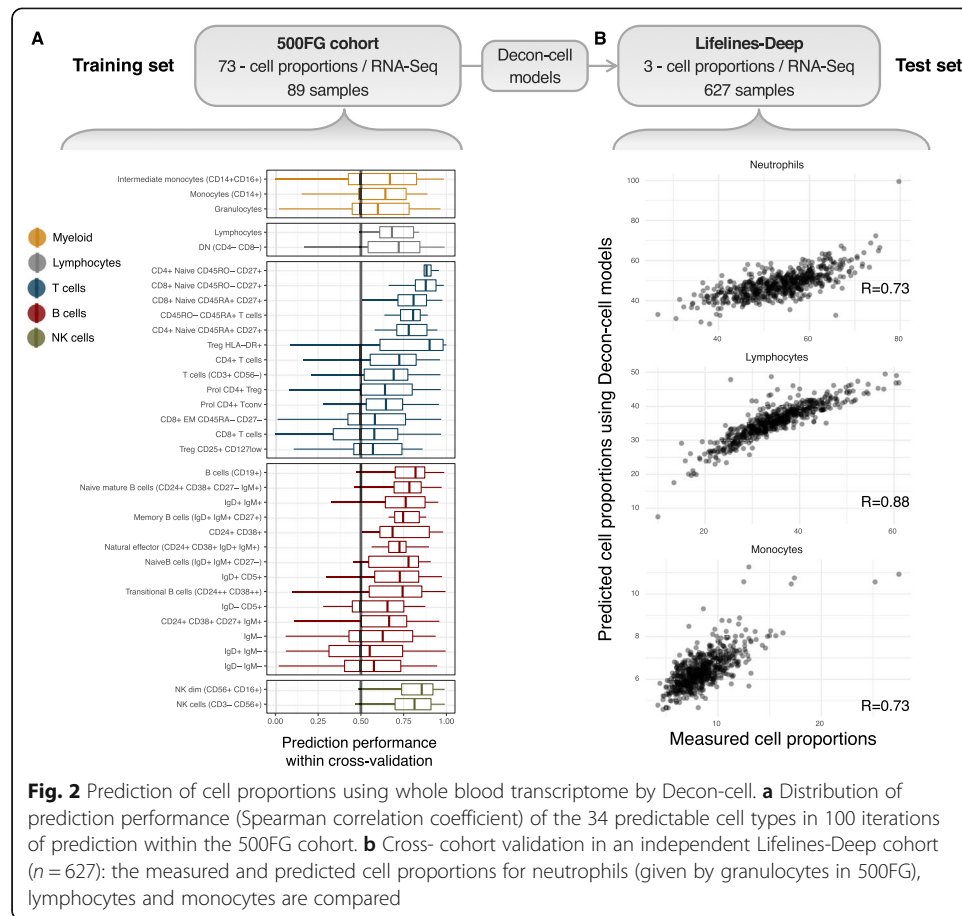 A
Training set
500FG cohort
73 - cell proportions / RNA-Seq
89 samples
Decon-cell
models
B
Lifelines-Deep
3 - cell proportions / RNA-Seq
627 samples
Test set
Myeloid
Lymphocytes
T cells
B cells
NK cells
Intermediate monocytes (CD14+CD16+)
Monocytes (CD14+)
Granulocytes
Lymphocytes
DN (CD4– CD8–)
CD4+ Naive CD45RO– CD27+
CD8+ Naive CD45RO– CD27+
CD8+ Naive CD45RA+ CD27+
CD45RO– CD45RA+ T cells
CD4+ Naive CD45RA+ CD27+
Treg HLA–DR+
CD4+ T cells
T cells (CD3+ CD56–)
Prol CD4+ Treg
Prol CD4+ Tconv
CD8+ EM CD45RA– CD27–
CD8+ T cells
Treg CD25+ CD127low
B cells (CD19+)
Naive mature B cells (CD24+ CD38+ CD27– IgM+)
IgD+ IgM+
Memory B cells (IgD+ IgM+ CD27+)
CD24+ CD38+
Natural effector (CD24+ CD38+ IgD+ IgM+)
NaiveB cells (IgD+ IgM+ CD27–)
IgD+ CD5+
Transitional B cells (CD24++ CD38++)
IgD– CD5+
CD24+ CD38+ CD27+ IgM+
IgM–
IgD+ IgM–
IgD– IgM–
NK dim (CD56+ CD16+)
NK cells (CD3– CD56+)
0.00 0.25 0.50 0.75 1.00
Prediction performance
within cross-validation
Predicted cell proportions using Decon-cell models
Neutrophils
100
80
60
40
R=0.73
40 60 80
Lymphocytes
50
40
30
20
10
R=0.88
20 40 60
Monocytes
10
8
6
R=0.73
10 20
Measured cell proportions
Fig. 2 Prediction of cell proportions using whole blood transcriptome by Decon-cell. a Distribution of
prediction performance (Spearman correlation coefficient) of the 34 predictable cell types in 100 iterations
of prediction within the 500FG cohort. b Cross- cohort validation in an independent Lifelines-Deep cohort
(n = 627): the measured and predicted cell proportions for neutrophils (given by granulocytes in 500FG),
lymphocytes and monocytes are compared